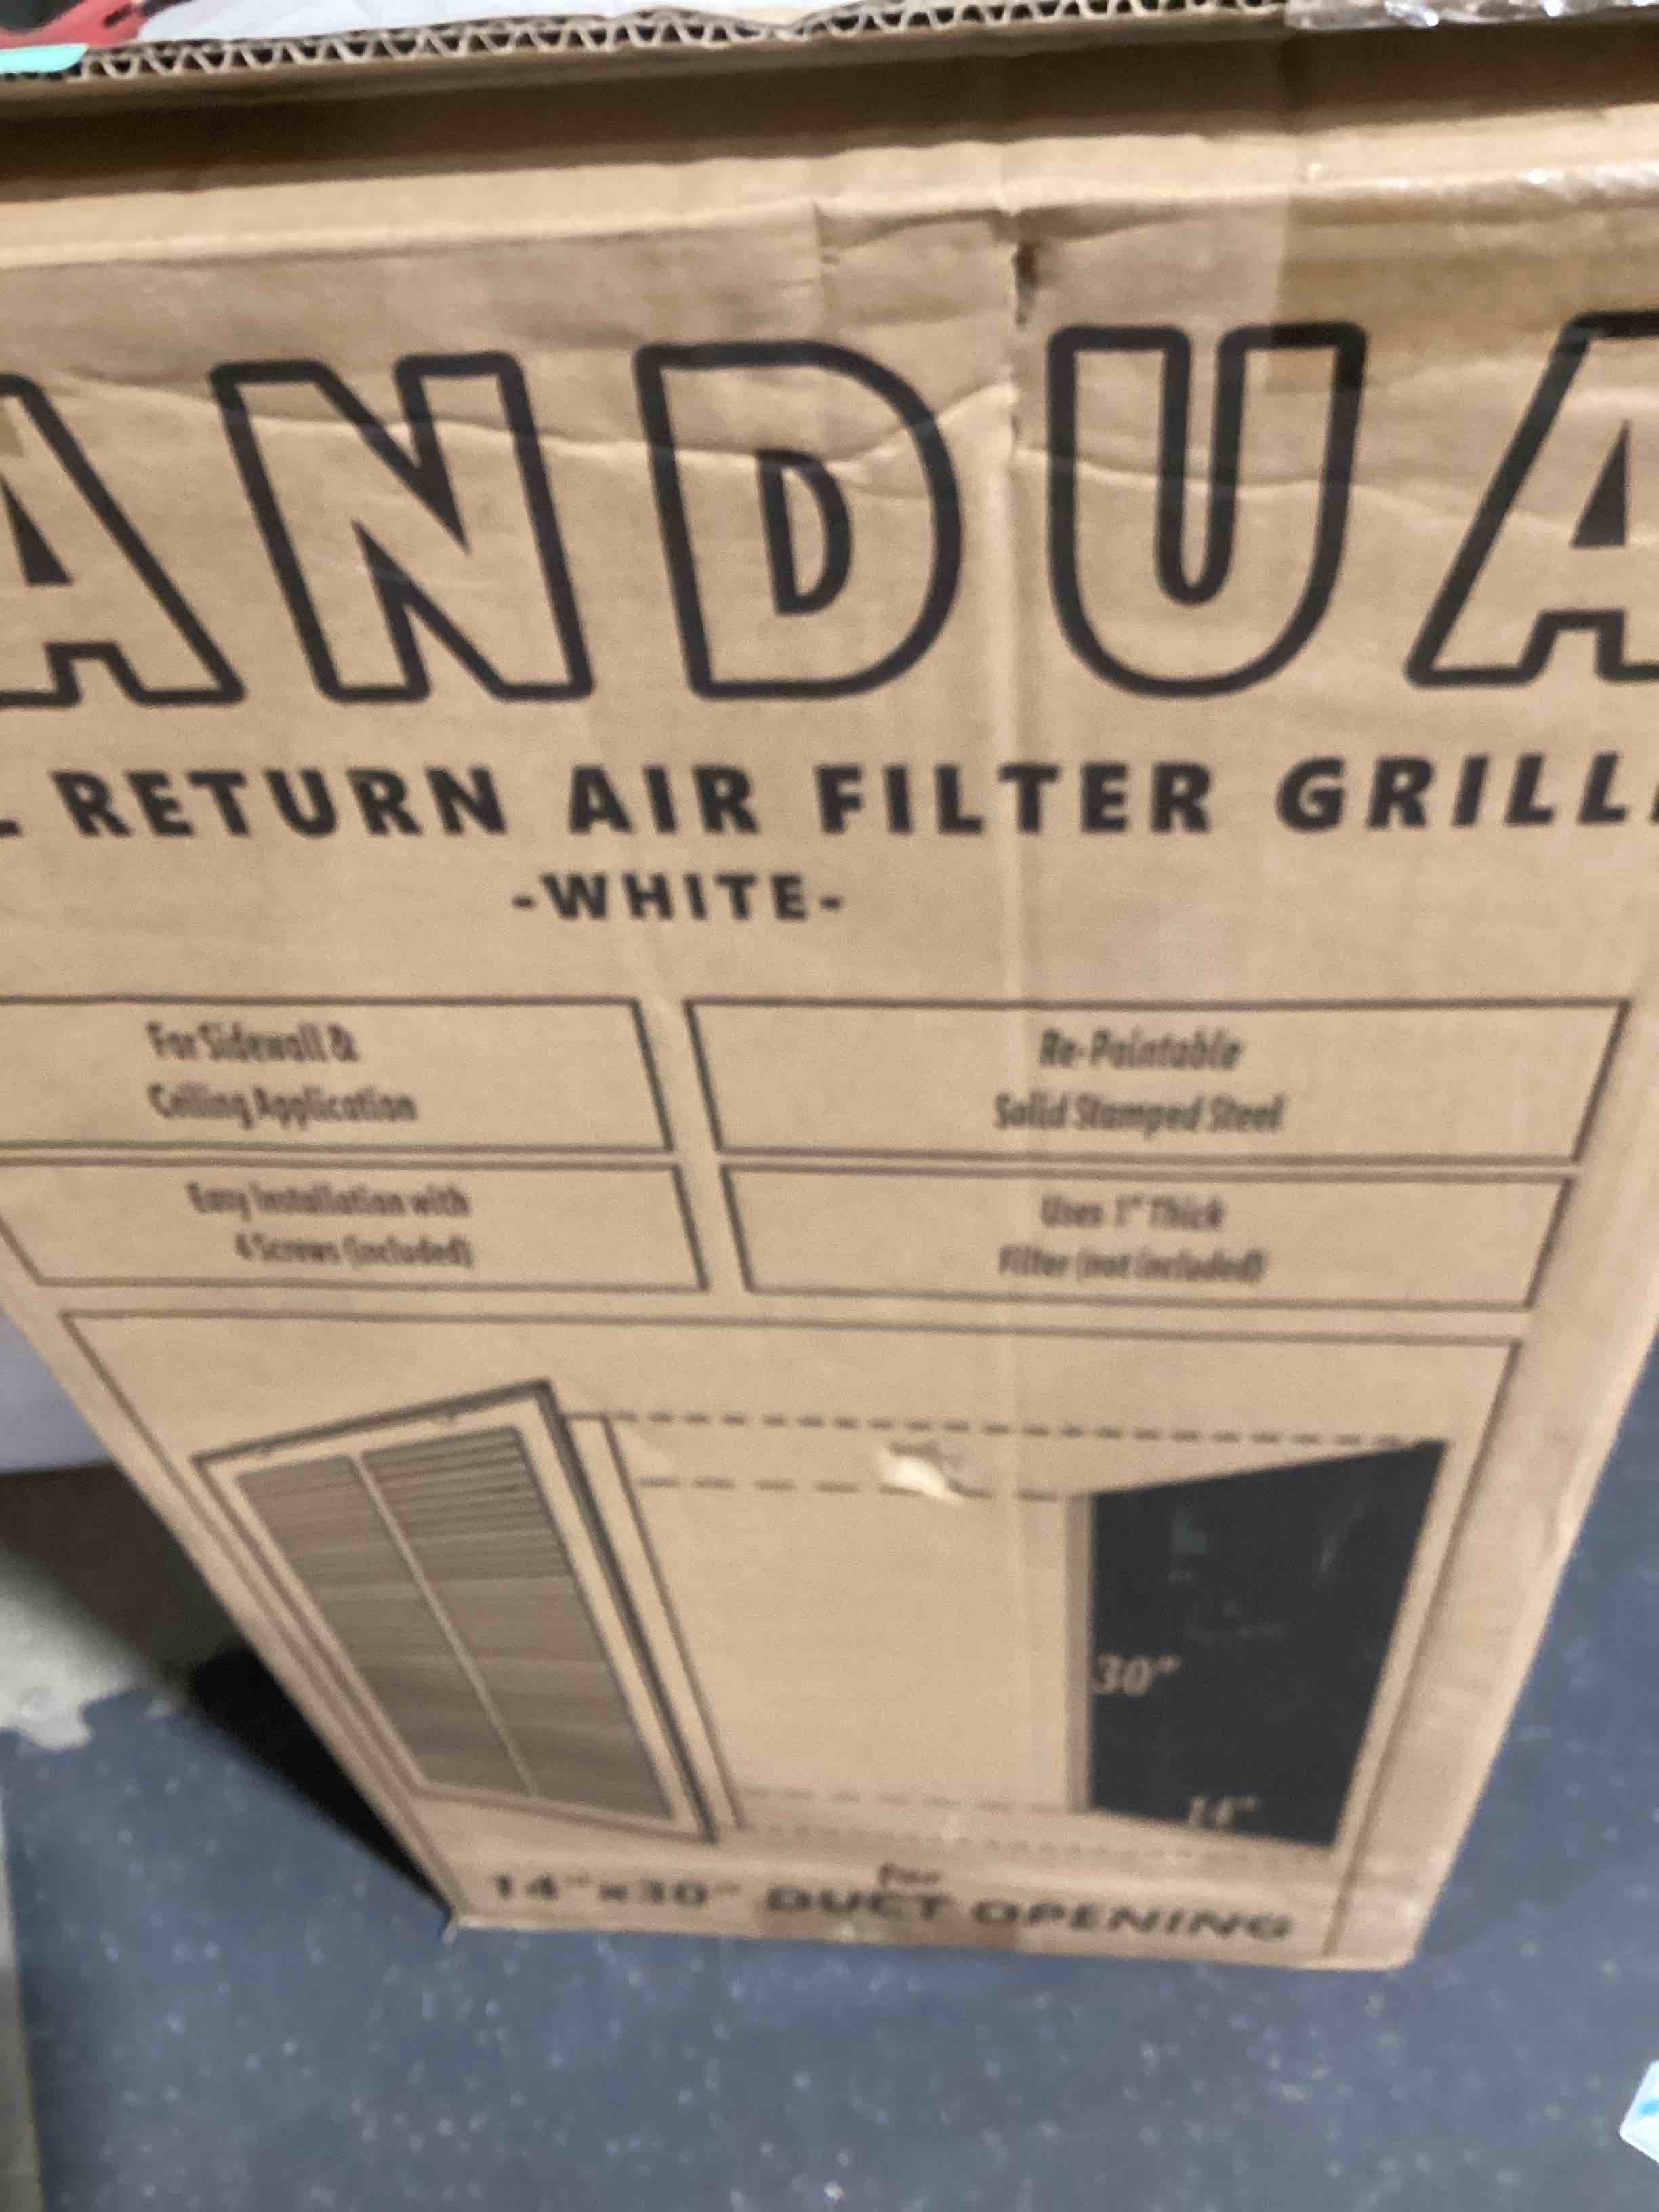 ANDUA
RETURN AIR FILTER GRILL
-WHITE-
For Sidewall &
Ceiling Application
Re-Paintable
Solid Stamped Steel
Easy Installation with
4 Screws (included)
Uses 1" Thick
Filter (not included)
30"
14"
for
14"x30" DUCT OPENING